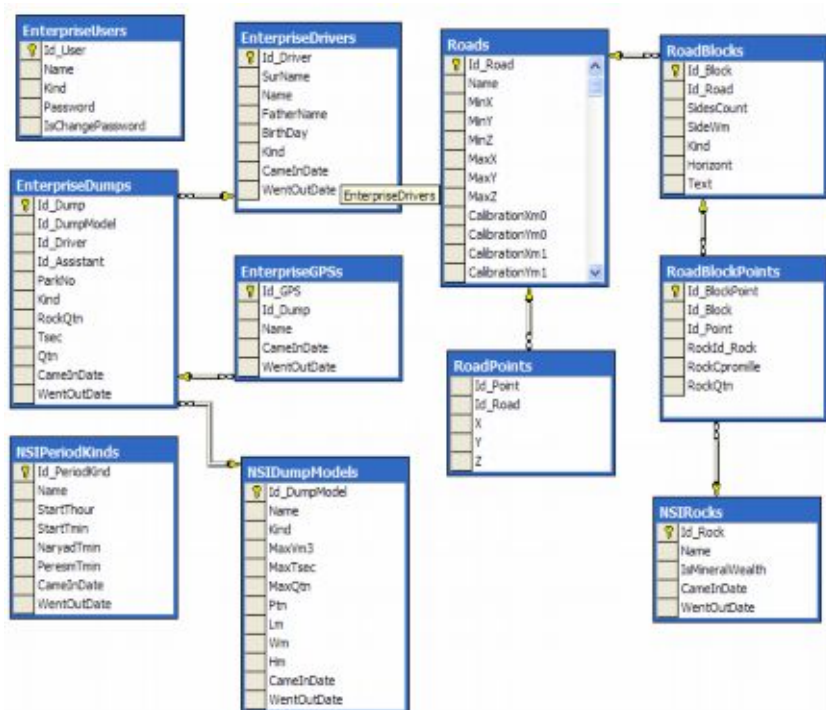 EnterpriseUsers
Id_User
Name
Kind
Password
IsChangePassword
EnterpriseDrivers
Id_Driver
SurName
Name
FatherName
BirthDay
Kind
CameInDate
WentOutDate
EnterpriseDrivers
Roads
Id_Road
Name
MinX
MinY
MinZ
MaxX
MaxY
MaxZ
CalibrationXm0
CalibrationYm0
CalibrationXm1
CalibrationYm1
RoadBlocks
Id_Block
Id_Road
SidesCount
SideWm
Kind
Horizont
Text
EnterpriseDumps
Id_Dump
Id_DumpModel
Id_Driver
Id_Assistant
ParkNo
Kind
RockQtn
Tsec
Qtn
CameInDate
WentOutDate
EnterpriseGPSs
Id_GPS
Id_Dump
Name
CameInDate
WentOutDate
RoadBlockPoints
Id_BlockPoint
Id_Block
Id_Point
RockId_Rock
RockCpromille
RockQtn
RoadPoints
Id_Point
Id_Road
X
Y
Z
NSIPeriodKinds
Id_PeriodKind
Name
StartThour
StartTmin
NaryadTmin
PeresmTmin
CameInDate
WentOutDate
NSIDumpModels
Id_DumpModel
Name
Kind
MaxVm3
MaxTsec
MaxQtn
Ptn
Lm
Wm
Hm
CameInDate
WentOutDate
NSIRocks
Id_Rock
Name
IsMineralWealth
CameInDate
WentOutDate